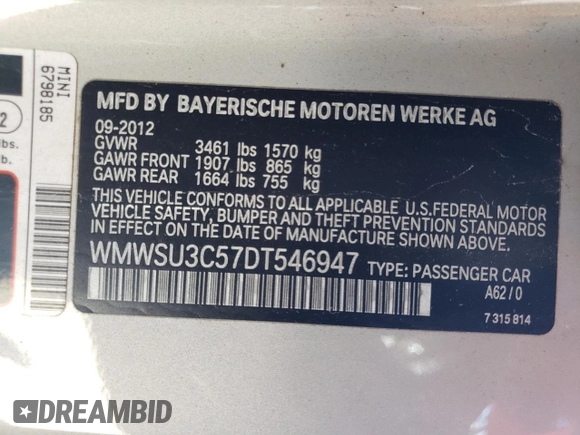 MINI
6798185
2
lbs.
s.
MFD BY BAYERISCHE MOTOREN WERKE AG
09-2012
GVWR 3461 lbs 1570 kg
GAWR FRONT 1907 lbs 865 kg
GAWR REAR 1664 lbs 755 kg
THIS VEHICLE CONFORMS TO ALL APPLICABLE U.S.FEDERAL MOTOR
VEHICLE SAFETY, BUMPER AND THEFT PREVENTION STANDARDS
IN EFFECT ON THE DATE OF MANUFACTURE SHOWN ABOVE.
WMWSU3C57DT546947 TYPE: PASSENGER CAR
A62/0
7 315 814
DREAMBID